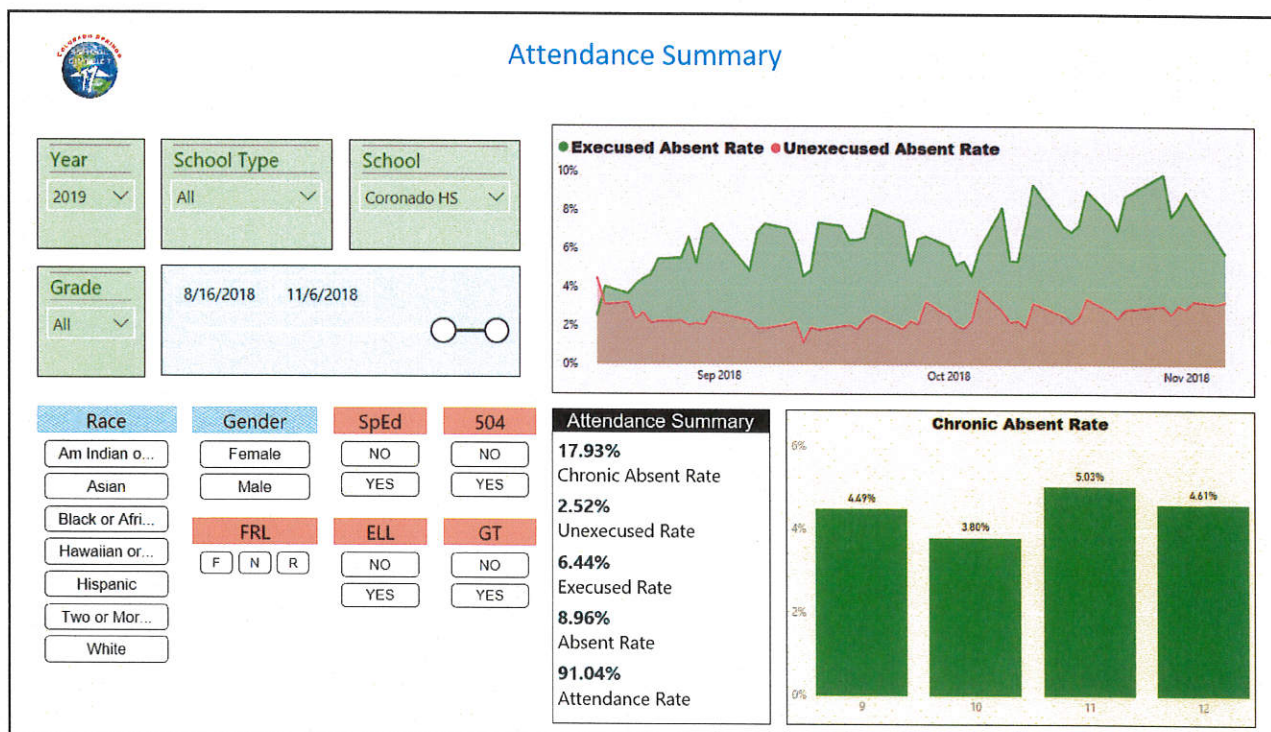 COLORADO SPRINGS
SCHOOL
DISTRICT
11
Attendance Summary
Year
2019
School Type
All
School
Coronado HS
Grade
All
8/16/2018 11/6/2018
Execused Absent Rate Unexecused Absent Rate
10%
8%
6%
4%
2%
0%
Sep 2018 Oct 2018 Nov 2018
Race
Am Indian o...
Asian
Black or Afri...
Hawaiian or...
Hispanic
Two or Mor...
White
Gender
Female
Male
SpEd
NO
YES
504
NO
YES
FRL
F N R
ELL
NO
YES
GT
NO
YES
Attendance Summary
17.93%
Chronic Absent Rate
2.52%
Unexecused Rate
6.44%
Execused Rate
8.96%
Absent Rate
91.04%
Attendance Rate
Chronic Absent Rate
6%
4%
2%
0%
4.49% 3.80% 5.03% 4.61%
9 10 11 12